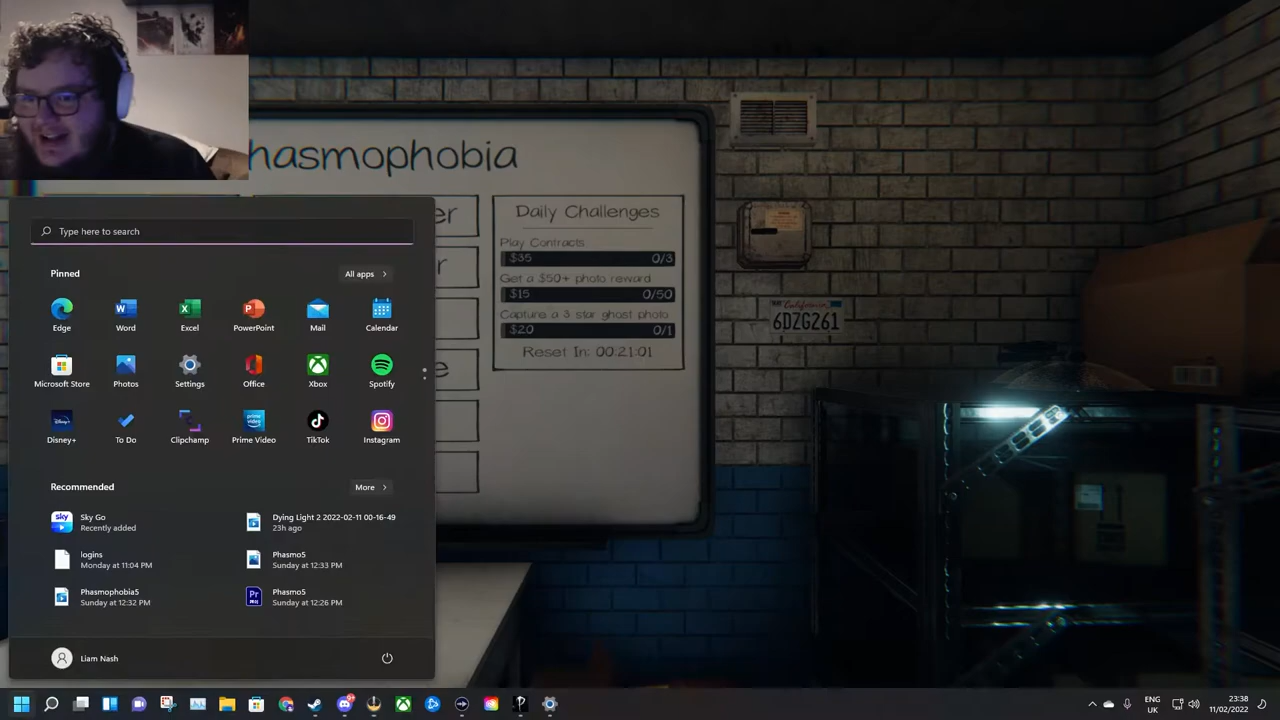 hasmophobia
er
r
e
Daily Challenges
Play Contracts
$35 0/3
Get a $50+ photo reward
$15 0/50
Capture a 3 star ghost photo
$20 0/1
Reset In: 00:21:01
California
6DZG261
Type here to search
Pinned
All apps
Edge
Word
Excel
PowerPoint
Mail
Calendar
Microsoft Store
Photos
Settings
Office
Xbox
Spotify
Disney+
To Do
Clipchamp
Prime Video
TikTok
Instagram
Recommended
More
Sky Go
Recently added
Dying Light 2 2022-02-11 00-16-49
23h ago
logins
Monday at 11:04 PM
Phasmo5
Sunday at 12:33 PM
Phasmophobia5
Sunday at 12:32 PM
Phasmo5
Sunday at 12:26 PM
Liam Nash
ENG
UK
23:38
11/02/2022